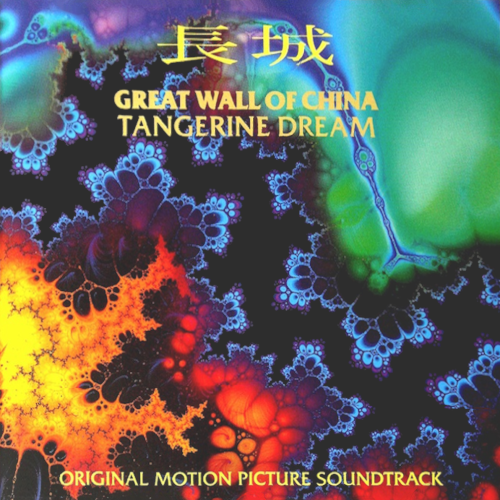 長城
GREAT WALL OF CHINA
TANGERINE DREAM
ORIGINAL MOTION PICTURE SOUNDTRACK